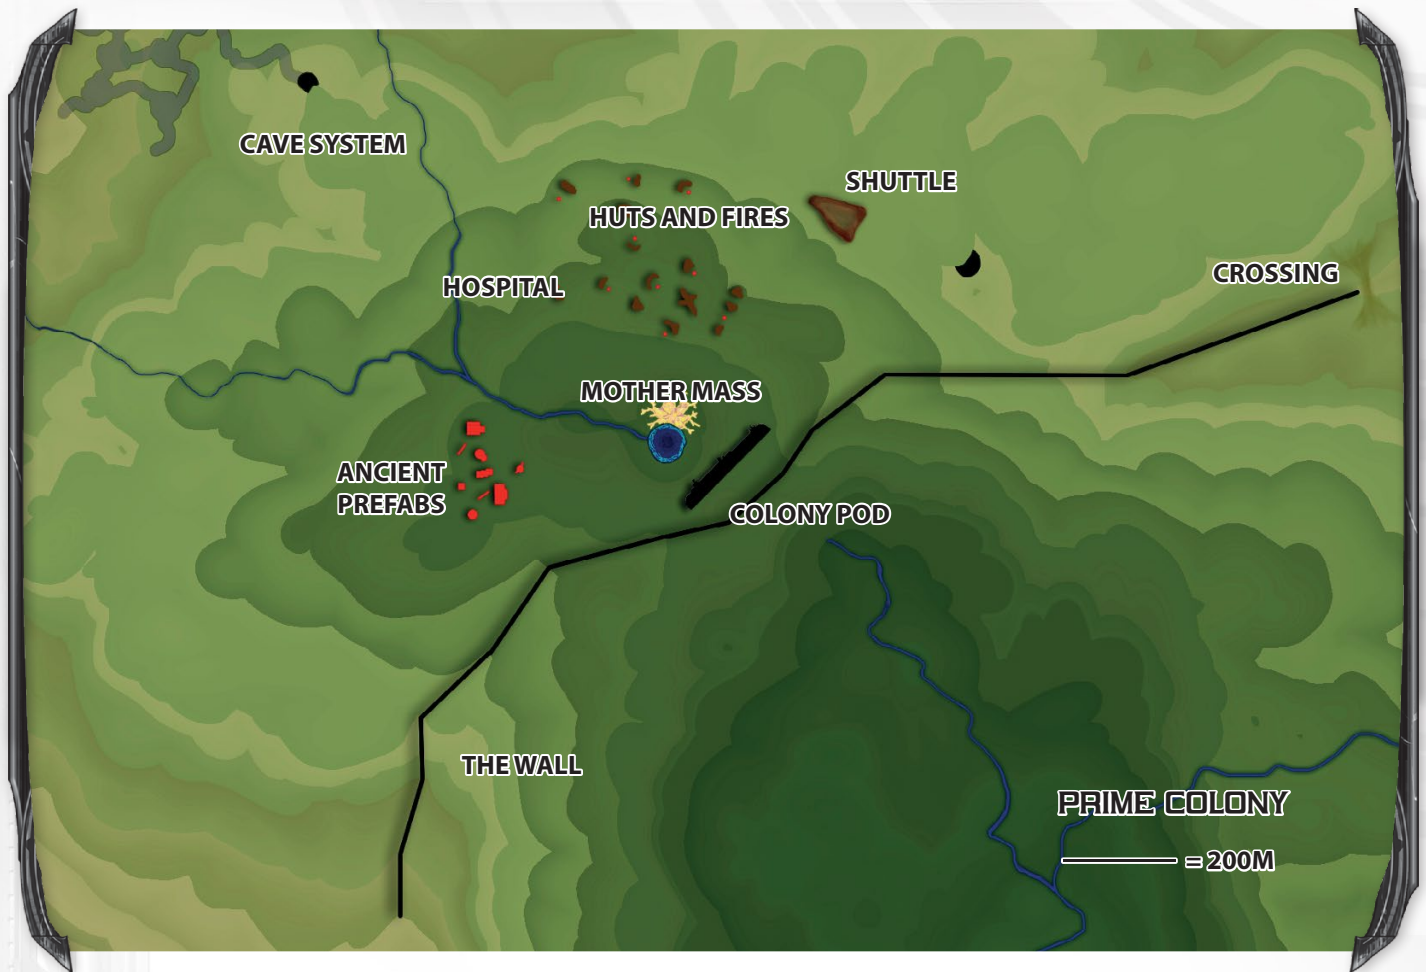 CAVE SYSTEM
SHUTTLE
HUTS AND FIRES
CROSSING
HOSPITAL
MOTHER MASS
ANCIENT
PREFABS
COLONY POD
THE WALL
PRIME COLONY
= 200M